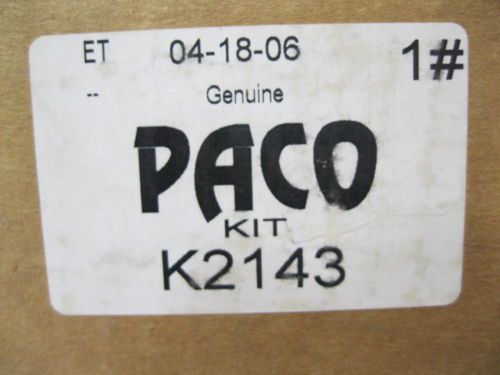 ET 04-18-06 1#
-- Genuine
PACO
KIT
K2143